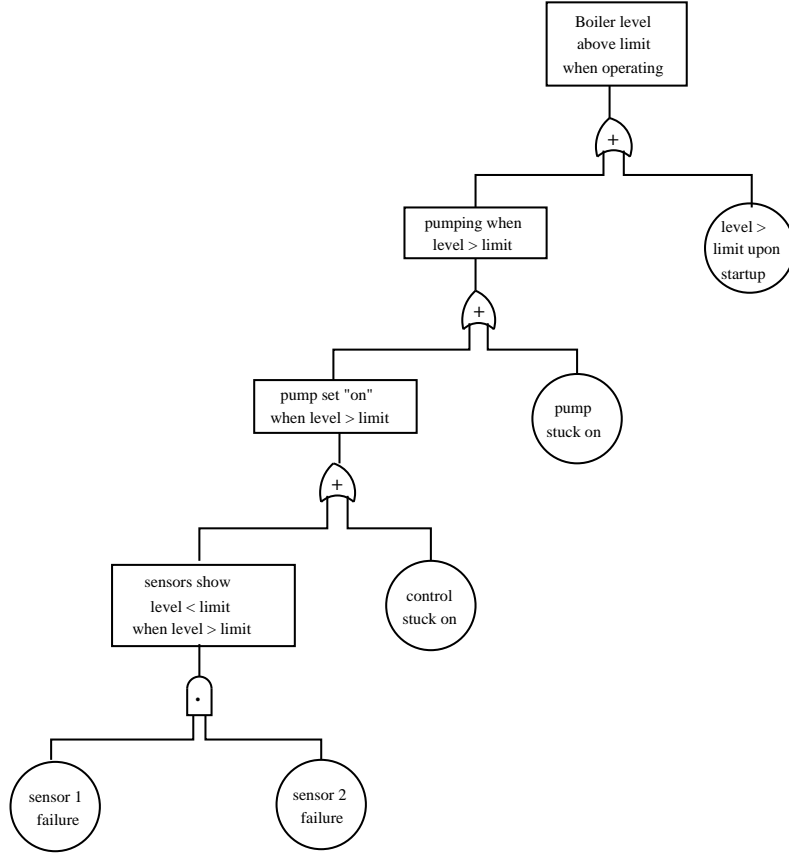 Boiler level
above limit
when operating
+
pumping when
level > limit
level >
limit upon
startup
+
pump set "on"
when level > limit
pump
stuck on
+
sensors show
level < limit
when level > limit
control
stuck on
.
sensor 1
failure
sensor 2
failure